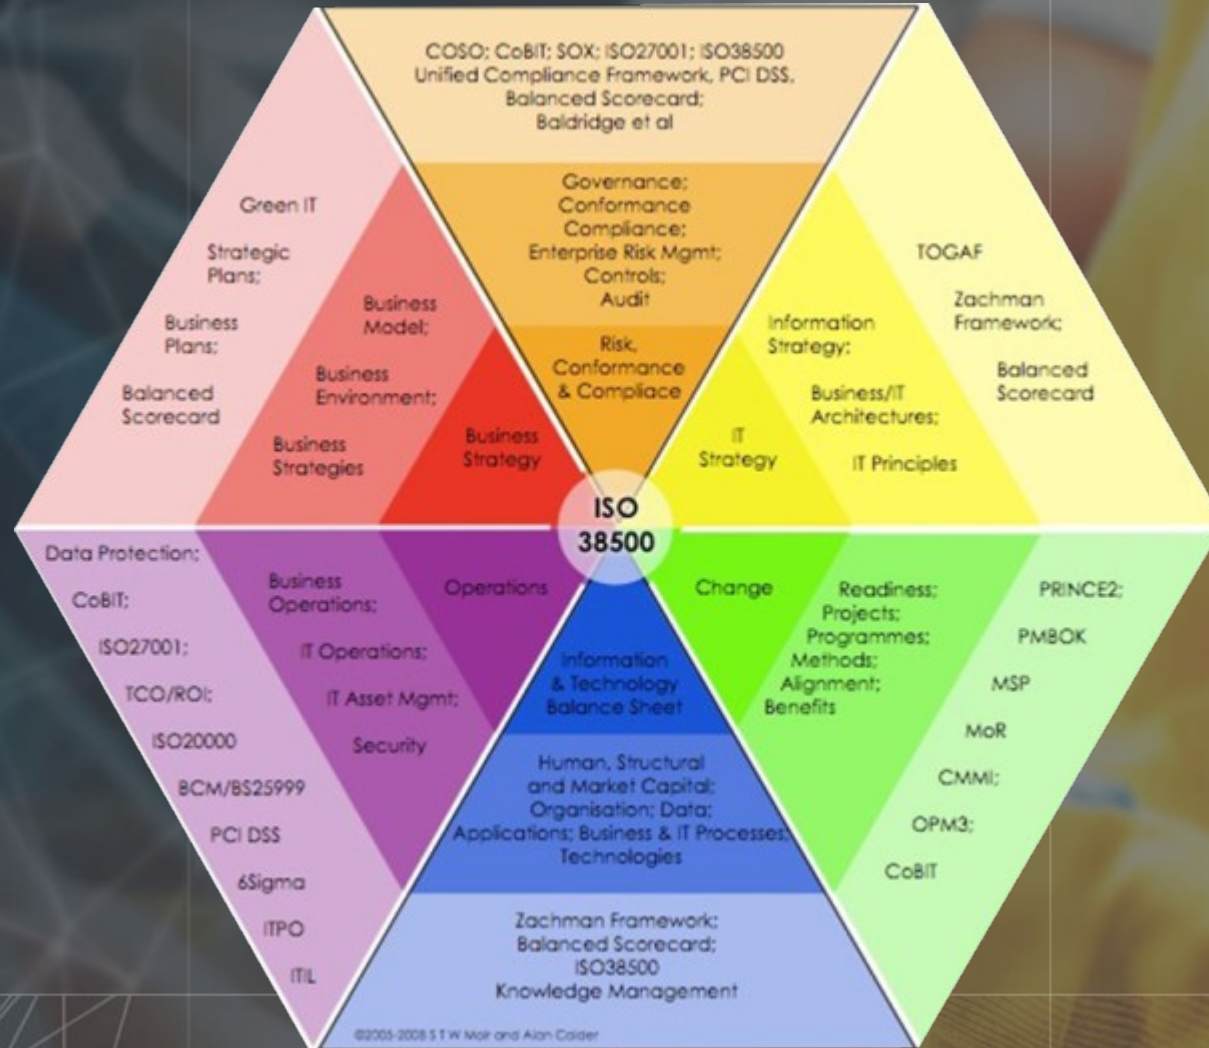 COSO; CoBIT; SOX; ISO27001; ISO38500
Unified Compliance Framework, PCI DSS,
Balanced Scorecard;
Baldridge et al
Governance;
Conformance
Compliance;
Enterprise Risk Mgmt;
Controls;
Audit
Risk,
Conformance
& Compliace
Green IT
Strategic
Plans;
Business
Plans;
Balanced
Scorecard
Business
Model;
Business
Environment;
Business
Strategies
Business
Strategy
IT
Strategy
Information
Strategy;
Business/IT
Architectures;
IT Principles
TOGAF
Zachman
Framework;
Balanced
Scorecard
ISO
38500
Data Protection;
CoBIT;
ISO27001;
TCO/ROI;
ISO20000
BCM/BS25999
PCI DSS
6Sigma
ITPO
ITIL
Business
Operations;
IT Operations;
IT Asset Mgmt;
Security
Operations
Information
& Technology
Balance Sheet
Human, Structural
and Market Capital;
Organisation; Data;
Applications; Business & IT Processes;
Technologies
Zachman Framework;
Balanced Scorecard;
ISO38500
Knowledge Management
©2005-2008 S T W Moir and Alan Calder
Change
Readiness;
Projects;
Programmes;
Methods;
Alignment;
Benefits
PRINCE2;
PMBOK
MSP
MoR
CMMI;
OPM3;
CoBIT